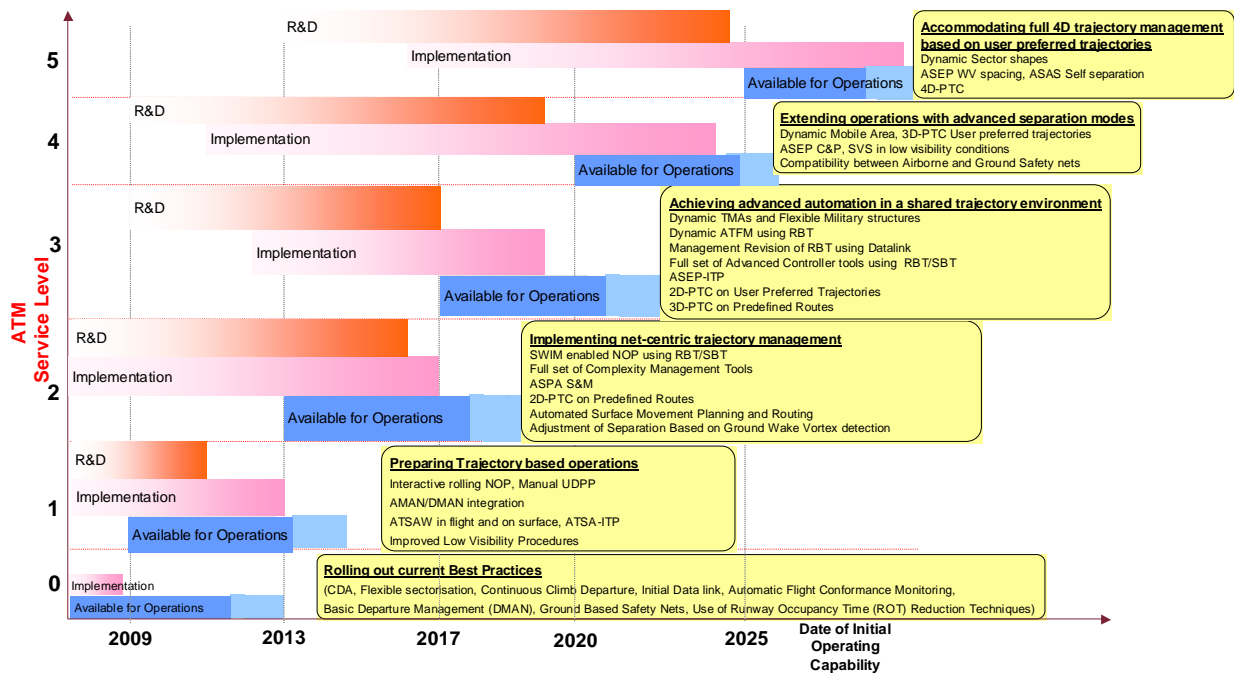 R&D
Implementation
Available for Operations
5
Accommodating full 4D trajectory management
based on user preferred trajectories
Dynamic Sector shapes
ASEP WV spacing, ASAS Self separation
4D-PTC
R&D
Implementation
Available for Operations
4
Extending operations with advanced separation modes
Dynamic Mobile Area, 3D-PTC User preferred trajectories
ASEP C&P, SVS in low visibility conditions
Compatibility between Airborne and Ground Safety nets
R&D
Implementation
Available for Operations
3
Achieving advanced automation in a shared trajectory environment
Dynamic TMAs and Flexible Military structures
Dynamic ATFM using RBT
Management Revision of RBT using Datalink
Full set of Advanced Controller tools using RBT/SBT
ASEP-ITP
2D-PTC on User Preferred Trajectories
3D-PTC on Predefined Routes
ATM
Service Level
R&D
Implementation
Available for Operations
2
Implementing net-centric trajectory management
SWIM enabled NOP using RBT/SBT
Full set of Complexity Management Tools
ASPA S&M
2D-PTC on Predefined Routes
Automated Surface Movement Planning and Routing
Adjustment of Separation Based on Ground Wake Vortex detection
R&D
Implementation
Available for Operations
1
Preparing Trajectory based operations
Interactive rolling NOP, Manual UDPP
AMAN/DMAN integration
ATSAW in flight and on surface, ATSA-ITP
Improved Low Visibility Procedures
0
Implementation
Available for Operations
Rolling out current Best Practices
(CDA, Flexible sectorisation, Continuous Climb Departure, Initial Data link, Automatic Flight Conformance Monitoring,
Basic Departure Management (DMAN), Ground Based Safety Nets, Use of Runway Occupancy Time (ROT) Reduction Techniques)
2009
2013
2017
2020
2025
Date of Initial
Operating
Capability